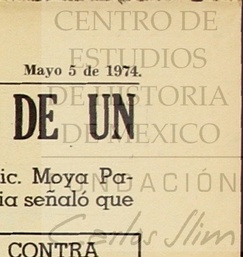 CENTRO DE
ESTUDIOS
Mayo 5 de 1974.
DE HISTORIA
DE UN
DE MEXICO
ic. Moya Pa-
FUNDACIÓN
ia señaló que
Carlos Slim
CONTRA